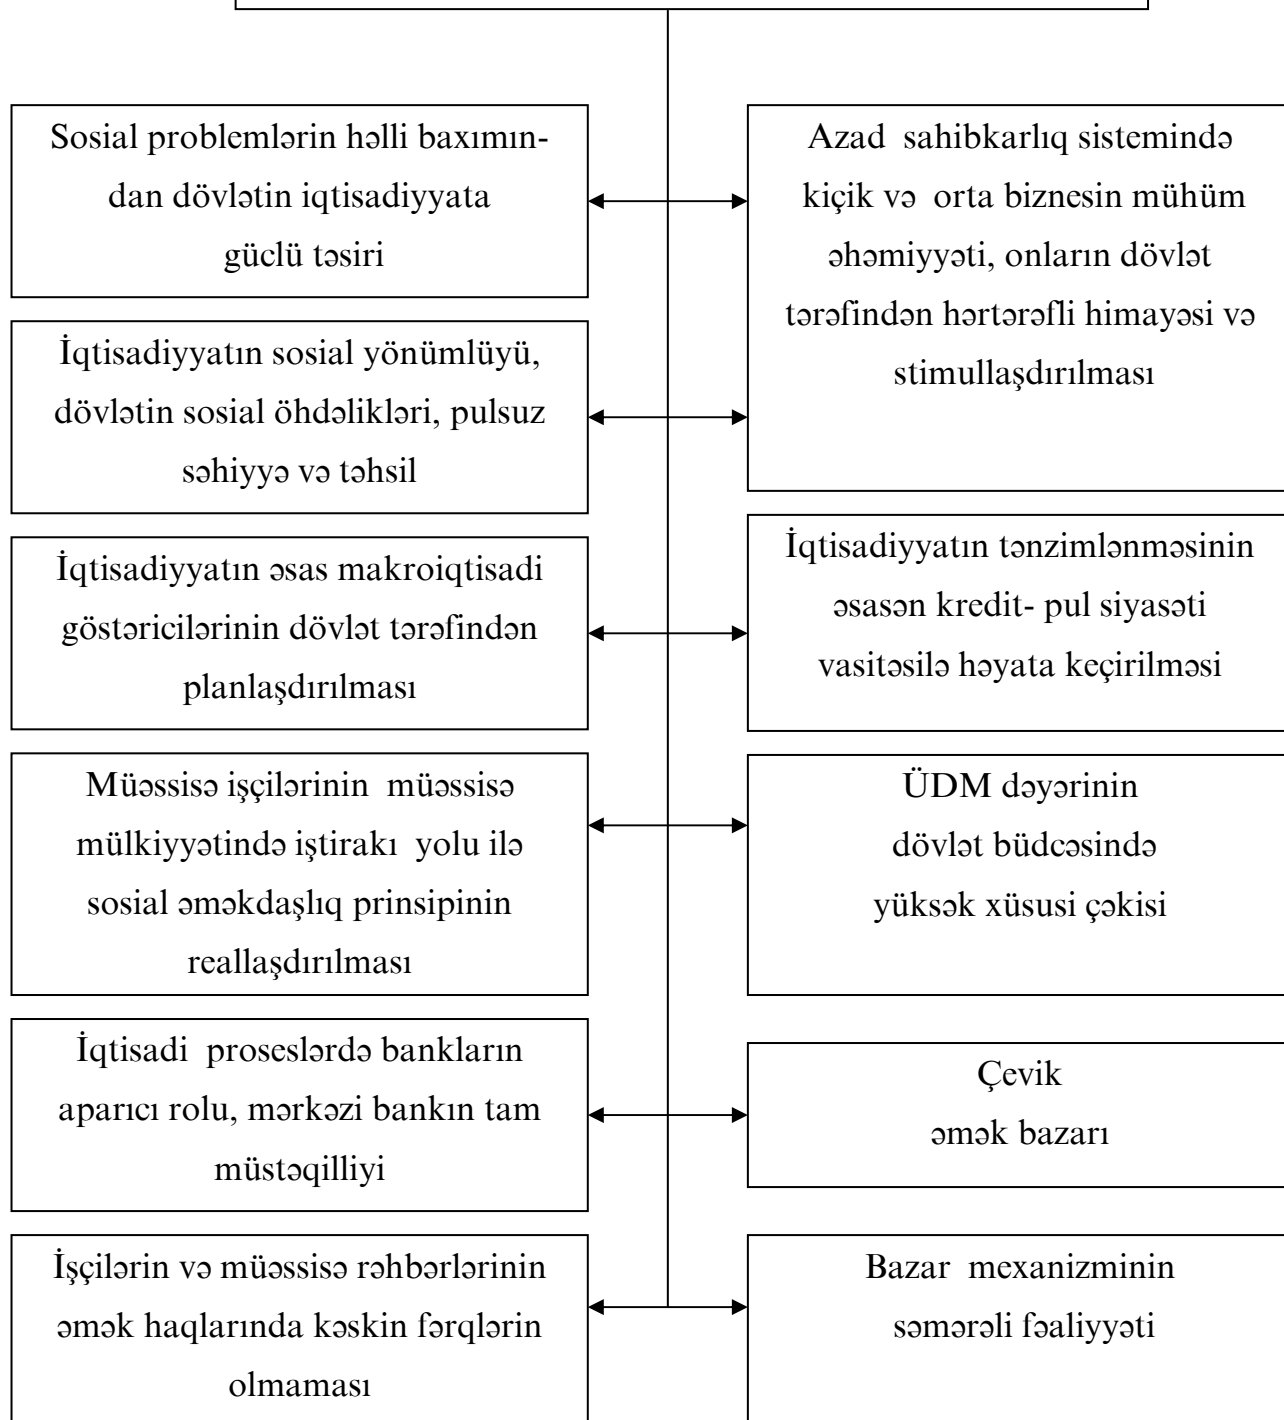 Sosial problemlərin həlli baxımın-
dan dövlətin iqtisadiyyata
güclü təsiri
Azad sahibkarlıq sistemində
kiçik və orta biznesin mühüm
əhəmiyyəti, onların dövlət
tərəfindən hərtərəfli himayəsi və
stimullaşdırılması
İqtisadiyyatın sosial yönümlüyü,
dövlətin sosial öhdəlikləri, pulsuz
səhiyyə və təhsil
İqtisadiyyatın əsas makroiqtisadi
göstəricilərinin dövlət tərəfindən
planlaşdırılması
İqtisadiyyatın tənzimlənməsinin
əsasən kredit- pul siyasəti
vasitəsilə həyata keçirilməsi
Müəssisə işçilərinin müəssisə
mülkiyyətində iştirakı yolu ilə
sosial əməkdaşlıq prinsipinin
reallaşdırılması
ÜDM dəyərinin
dövlət büdcəsində
yüksək xüsusi çəkisi
İqtisadi proseslərdə bankların
aparıcı rolu, mərkəzi bankın tam
müstəqilliyi
Çevik
əmək bazarı
İşçilərin və müəssisə rəhbərlərinin
əmək haqlarında kəskin fərqlərin
olmaması
Bazar mexanizminin
səmərəli fəaliyyəti